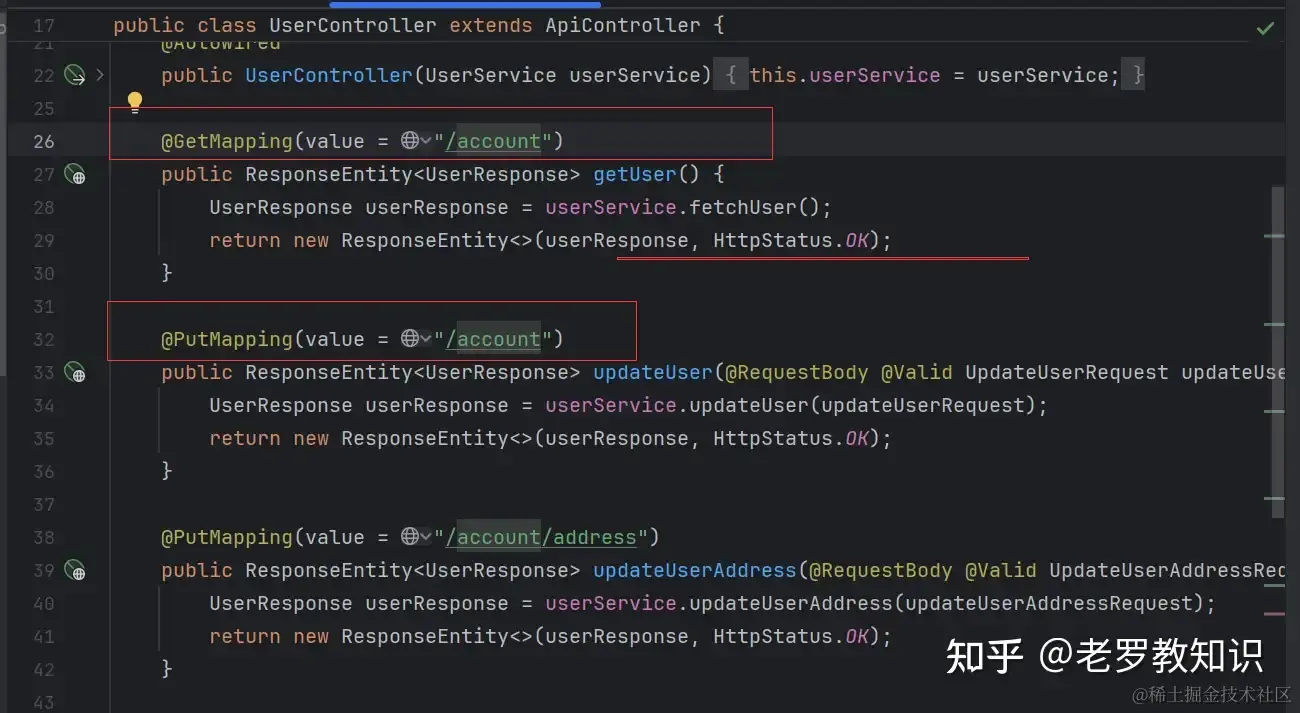 17 public class UserController extends ApiController {
21 @Autowired
22 public UserController(UserService userService) { this.userService = userService; }
25
26 @GetMapping(value = "/account")
27 public ResponseEntity<UserResponse> getUser() {
28 UserResponse userResponse = userService.fetchUser();
29 return new ResponseEntity<>(userResponse, HttpStatus.OK);
30 }
31
32 @PutMapping(value = "/account")
33 public ResponseEntity<UserResponse> updateUser(@RequestBody @Valid UpdateUserRequest updateUse
34 UserResponse userResponse = userService.updateUser(updateUserRequest);
35 return new ResponseEntity<>(userResponse, HttpStatus.OK);
36 }
37
38 @PutMapping(value = "/account/address")
39 public ResponseEntity<UserResponse> updateUserAddress(@RequestBody @Valid UpdateUserAddressReq
40 UserResponse userResponse = userService.updateUserAddress(updateUserAddressRequest);
41 return new ResponseEntity<>(userResponse, HttpStatus.OK);
42 }
43
知乎 @老罗教知识
@稀土掘金技术社区